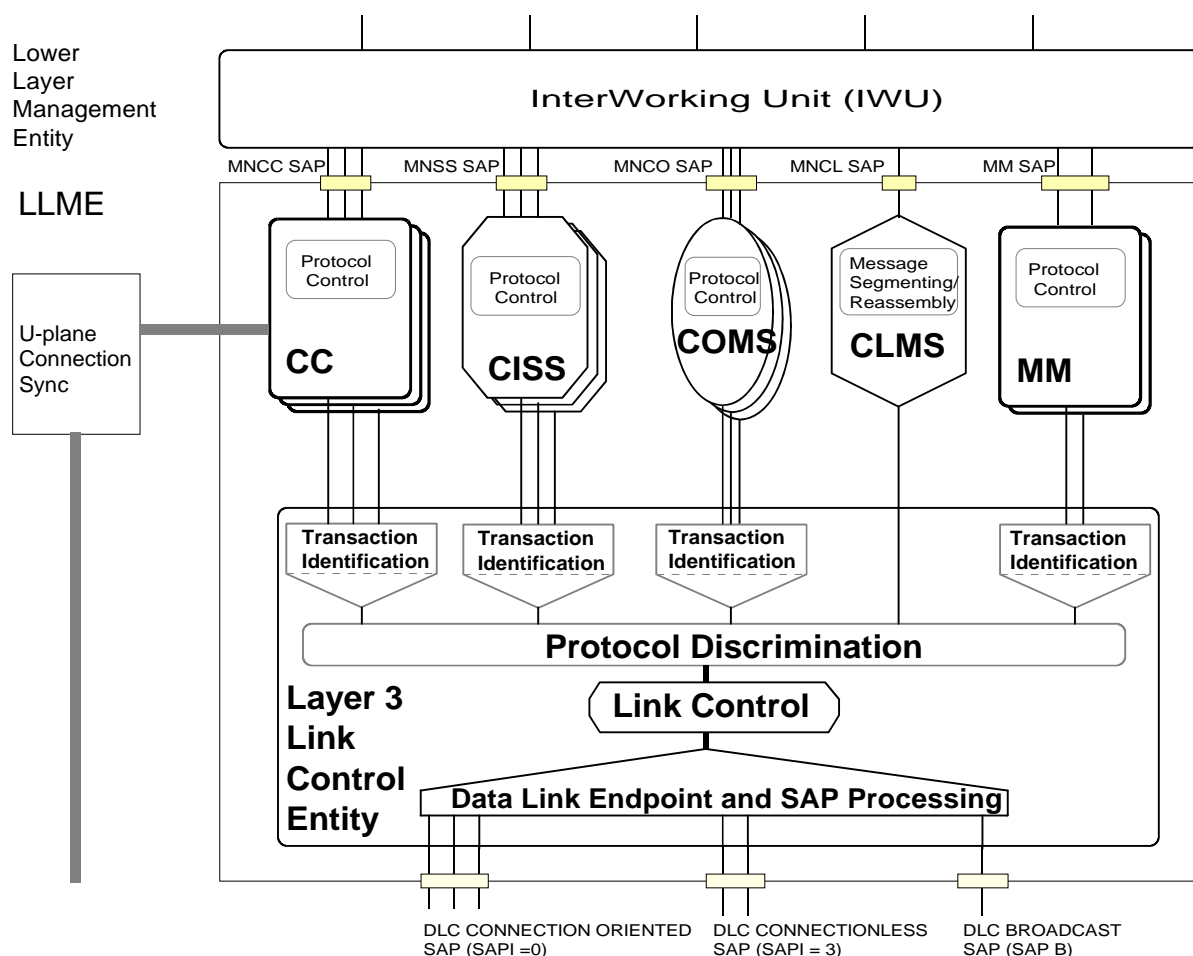 Lower
Layer
Management
Entity
LLME
InterWorking Unit (IWU)
MNCC SAP
MNSS SAP
MNCO SAP
MNCL SAP
MM SAP
Protocol
Control
CC
Protocol
Control
CISS
Protocol
Control
COMS
Message
Segmenting/
Reassembly
CLMS
Protocol
Control
MM
U-plane
Connection
Sync
Transaction
Identification
Transaction
Identification
Transaction
Identification
Transaction
Identification
Protocol Discrimination
Link Control
Layer 3
Link
Control
Entity
Data Link Endpoint and SAP Processing
DLC CONNECTION ORIENTED
SAP (SAPI =0)
DLC CONNECTIONLESS
SAP (SAPI = 3)
DLC BROADCAST
SAP (SAP B)